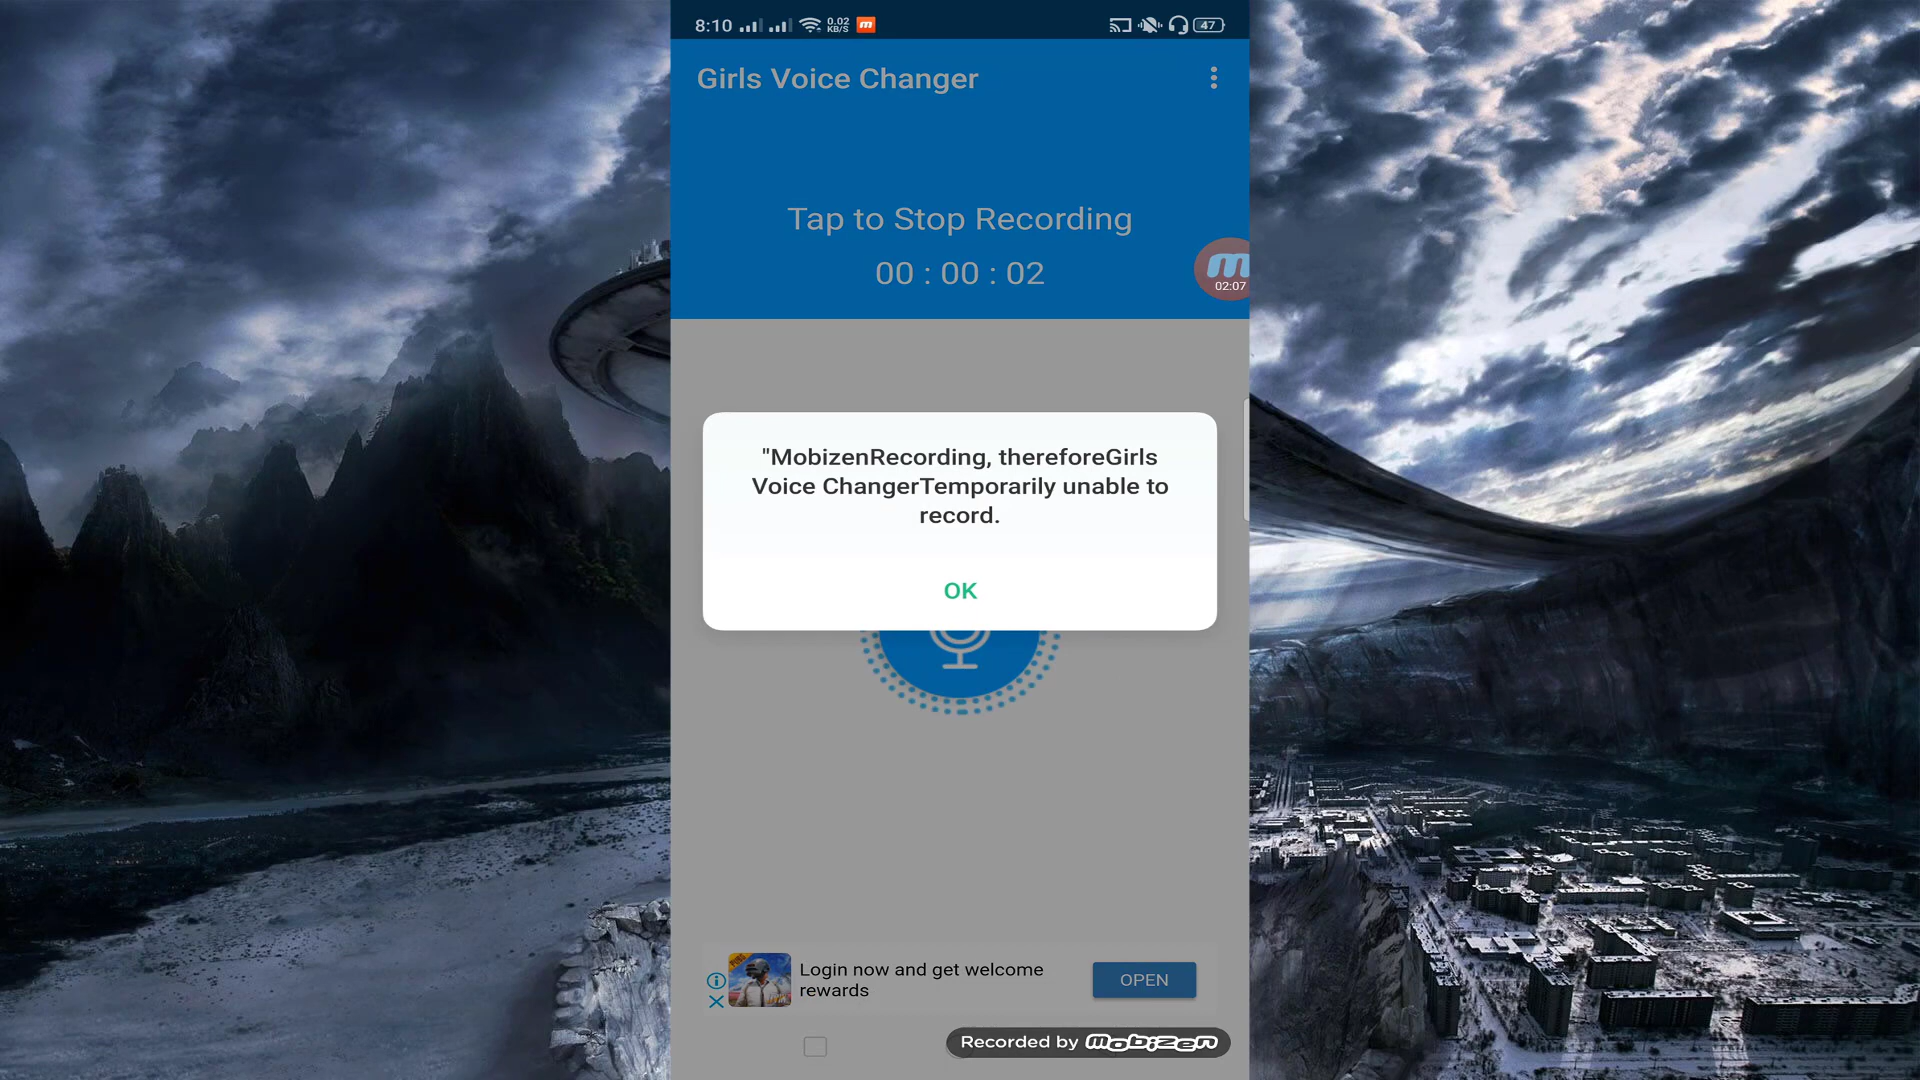 8:10
0.02
KB/S
47
Girls Voice Changer
Tap to Stop Recording
00 : 00 : 02
02:07
"MobizenRecording, thereforeGirls
Voice ChangerTemporarily unable to
record.
OK
Login now and get welcome
rewards
OPEN
Recorded by mobizen